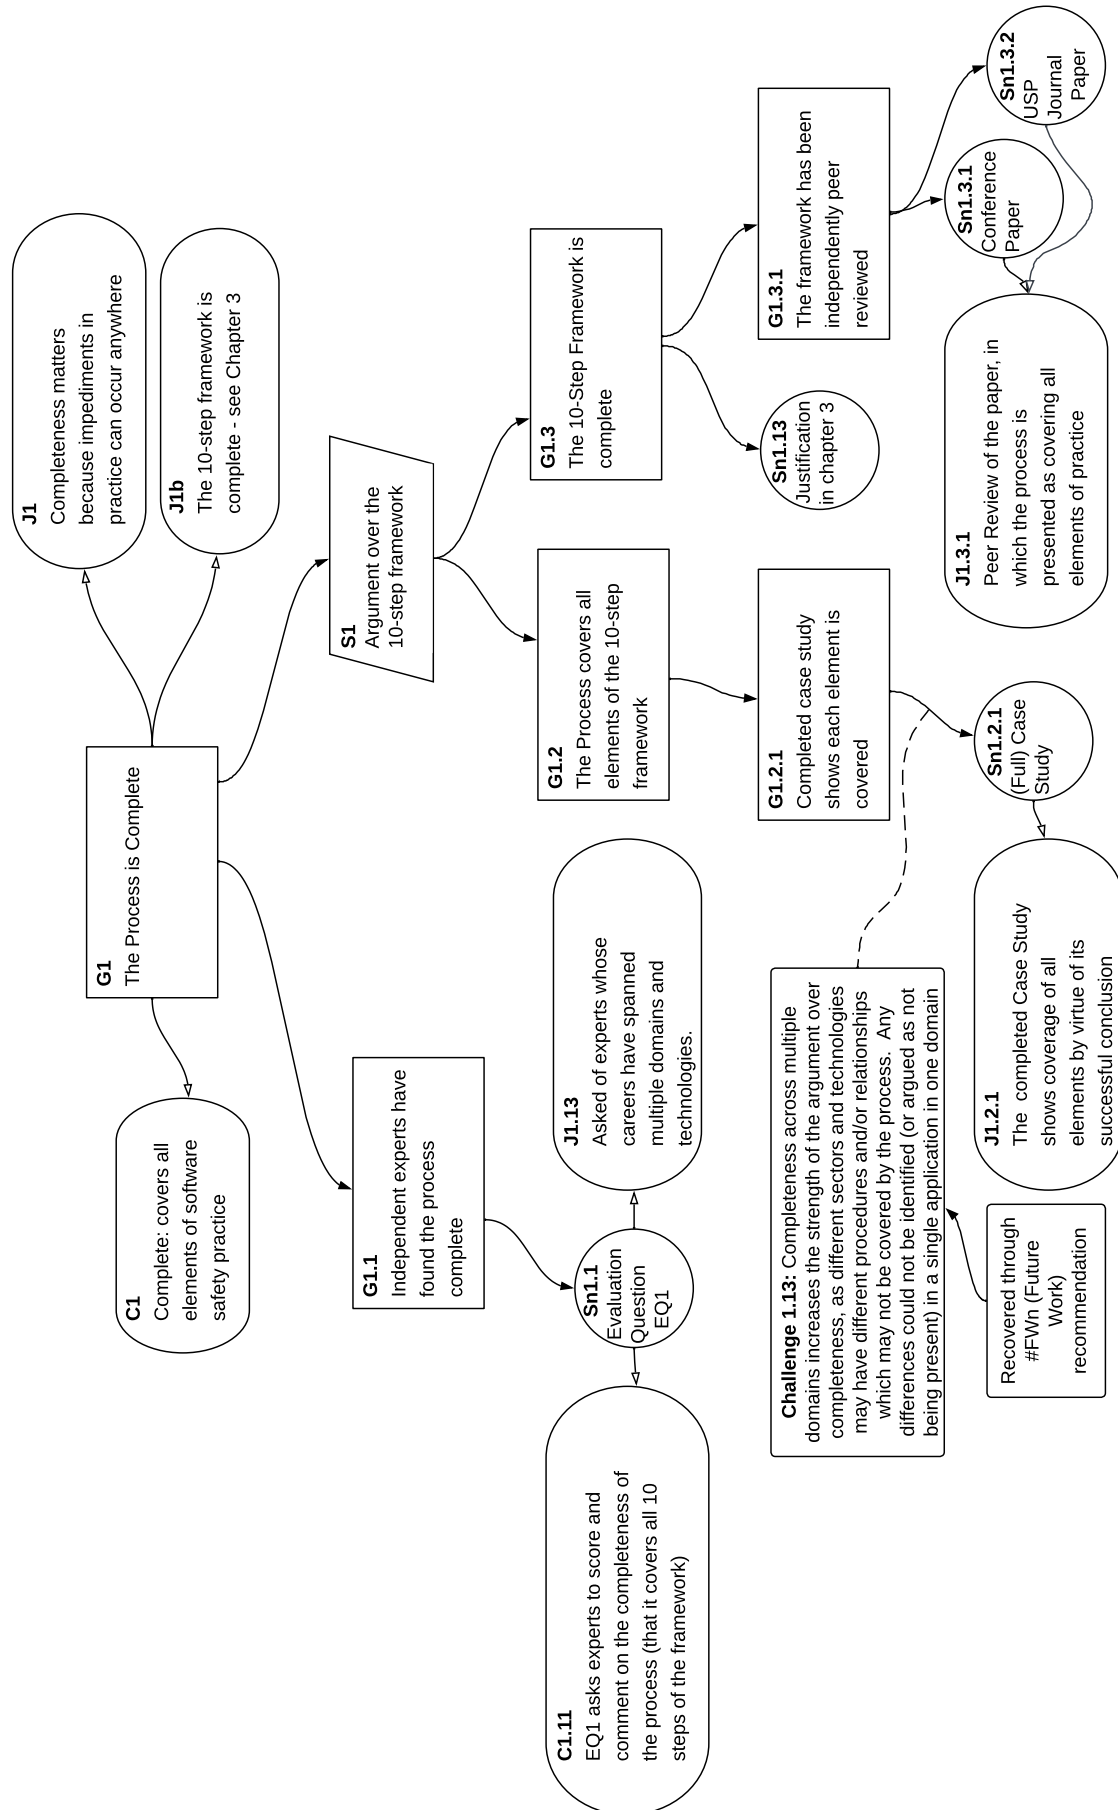 G1
The Process is Complete
C1
Complete: covers all
elements of software
safety practice
J1
Completeness matters
because impediments in
practice can occur anywhere
J1b
The 10-step framework is
complete - see Chapter 3
G1.1
Independent experts have
found the process
complete
S1
Argument over the
10-step framework
C1.11
EQ1 asks experts to score and
comment on the completeness of
the process (that it covers all 10
steps of the framework)
Sn1.1
Evaluation
Question
EQ1
J1.13
Asked of experts whose
careers have spanned
multiple domains and
technologies.
G1.2
The Process covers all
elements of the 10-step
framework
G1.3
The 10-Step Framework is
complete
Challenge 1.13: Completeness across multiple
domains increases the strength of the argument over
completeness, as different sectors and technologies
may have different procedures and/or relationships
which may not be covered by the process. Any
differences could not be identified (or argued as not
being present) in a single application in one domain
G1.2.1
Completed case study
shows each element is
covered
Sn1.13
Justification
in chapter 3
G1.3.1
The framework has been
independently peer
reviewed
Recovered through
#FWn (Future
Work)
recommendation
J1.2.1
The completed Case Study
shows coverage of all
elements by virtue of its
successful conclusion
Sn1.2.1
(Full) Case
Study
J1.3.1
Peer Review of the paper, in
which the process is
presented as covering all
elements of practice
Sn1.3.1
Conference
Paper
Sn1.3.2
USP
Journal
Paper